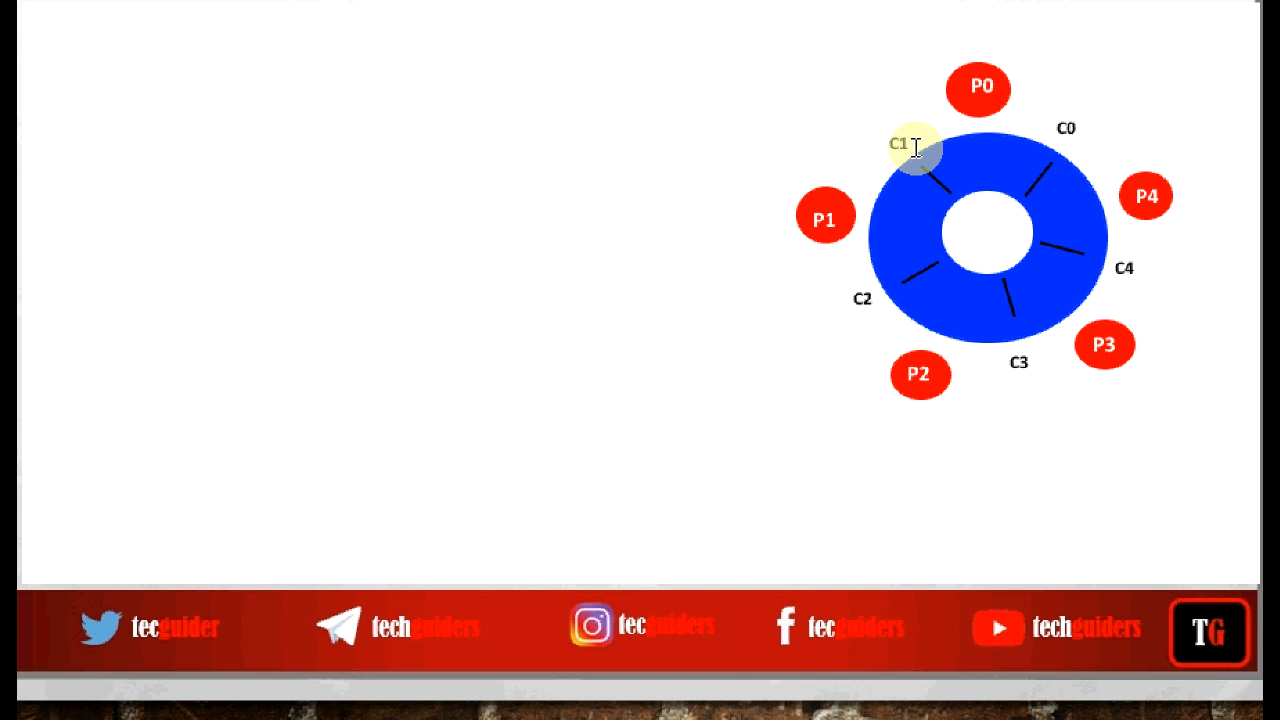 P0
C0
C1
P4
P1
C4
C2
P3
C3
P2
tecguider
techguiders
tecguiders
tecguiders
techguiders
TG